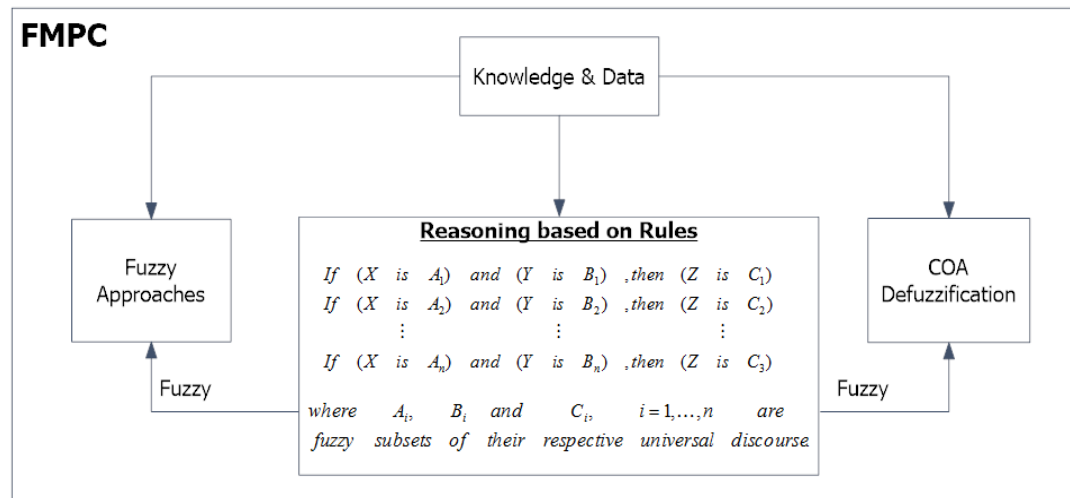 FMPC
Knowledge & Data
Fuzzy
Approaches
Reasoning based on Rules
If (X is A₁) and (Y is B₁) ,then (Z is C₁)
If (X is A₂) and (Y is B₂) ,then (Z is C₂)
⋮ ⋮ ⋮
If (X is Aₙ) and (Y is Bₙ) ,then (Z is C₃)
where Aᵢ, Bᵢ and Cᵢ, i = 1,…,n are
fuzzy subsets of their respective universal discourse.
COA
Defuzzification
Fuzzy
Fuzzy